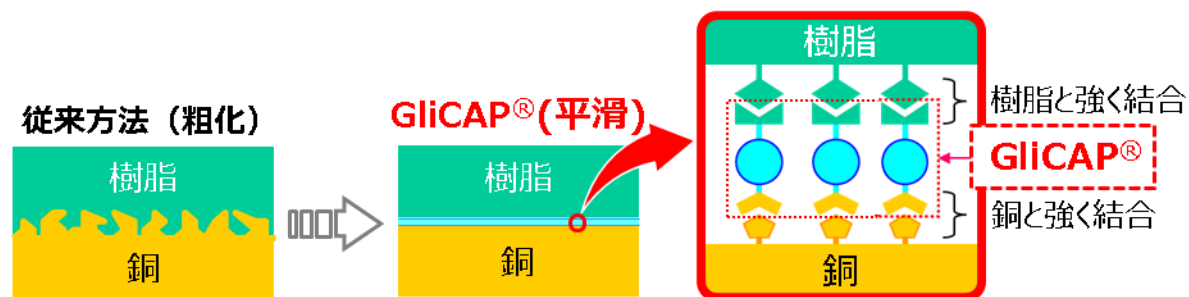 従来方法（粗化）
樹脂
銅
GliCAP®(平滑)
樹脂
銅
樹脂
樹脂と強く結合
GliCAP®
銅と強く結合
銅